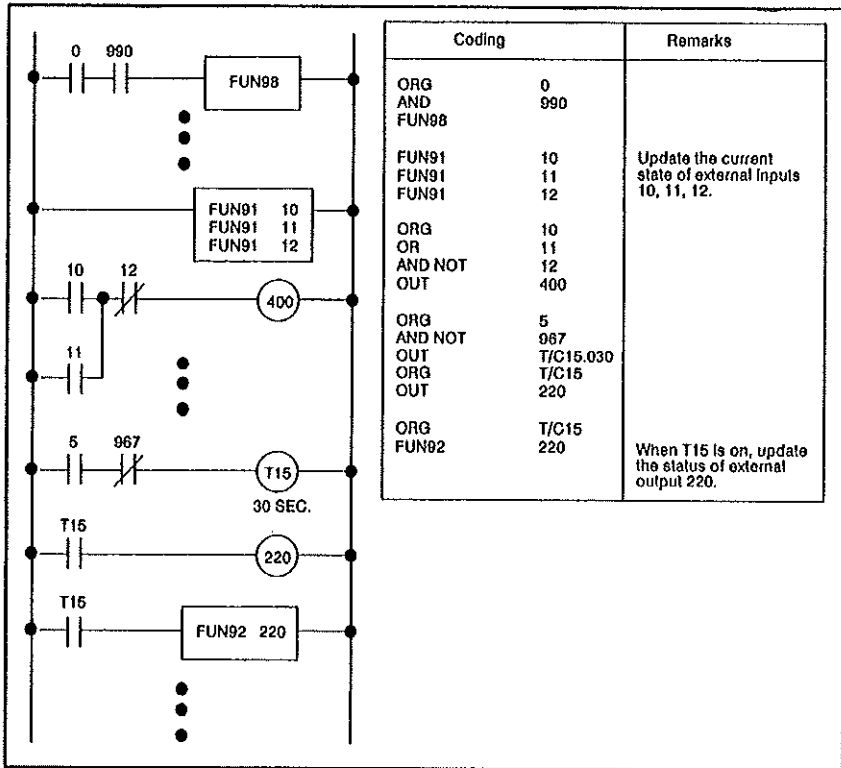 0 990
FUN98
FUN91 10
FUN91 11
FUN91 12
10 12
400
11
5 967
T15
30 SEC.
T15
220
T15
FUN92 220
Coding Remarks
ORG 0
AND 990
FUN98
FUN91 10 Update the current
FUN91 11 state of external inputs
FUN91 12 10, 11, 12.
ORG 10
OR 11
AND NOT 12
OUT 400
ORG 5
AND NOT 967
OUT T/C15.030
ORG T/C15
OUT 220
ORG T/C15
FUN92 220 When T15 is on, update
the status of external
output 220.